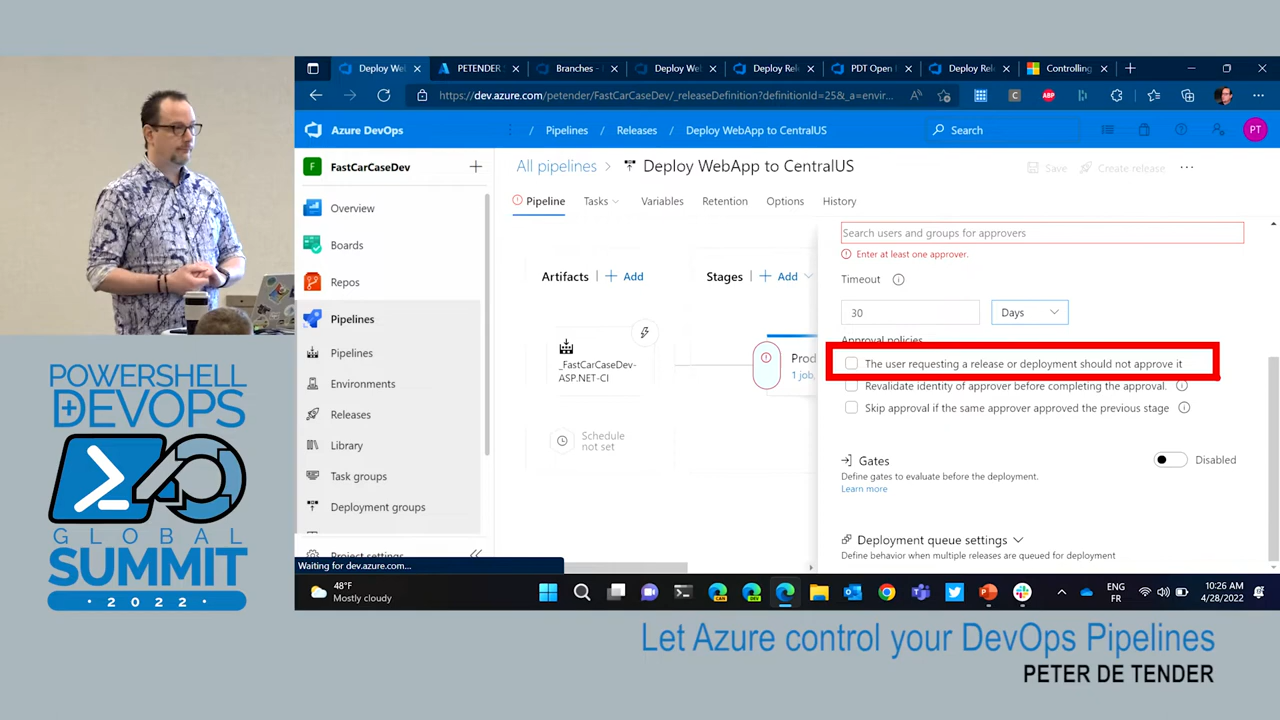 Deploy We
PETENDER S
Branches -
Deploy We
Deploy Rele
PDT Open
Deploy Rele
Controlling
https://dev.azure.com/petender/FastCarCaseDev/_releaseDefinition?definitionId=25&_a=envir...
ABP
Azure DevOps
/ Pipelines / Releases / Deploy WebApp to CentralUS
Search
PT
F FastCarCaseDev
All pipelines > Deploy WebApp to CentralUS
Save
Create release
Overview
Boards
Repos
Pipelines
Pipelines
Environments
Releases
Library
Task groups
Deployment groups
Project settings
Waiting for dev.azure.com...
Pipeline
Tasks
Variables
Retention
Options
History
Artifacts | + Add
Stages | + Add
_FastCarCaseDev-
ASP.NET-CI
Schedule
not set
Prod
1 job,
Search users and groups for approvers
Enter at least one approver.
Timeout
30
Days
Approval policies
The user requesting a release or deployment should not approve it
Revalidate identity of approver before completing the approval.
Skip approval if the same approver approved the previous stage
Gates
Disabled
Define gates to evaluate before the deployment.
Learn more
Deployment queue settings
Define behavior when multiple releases are queued for deployment
48°F
Mostly cloudy
CAN
DEV
ENG
FR
10:26 AM
4/28/2022
POWERSHELL
+DEVOPS
GLOBAL
SUMMIT
· 2 0 2 2 ·
Let Azure control your DevOps Pipelines
PETER DE TENDER